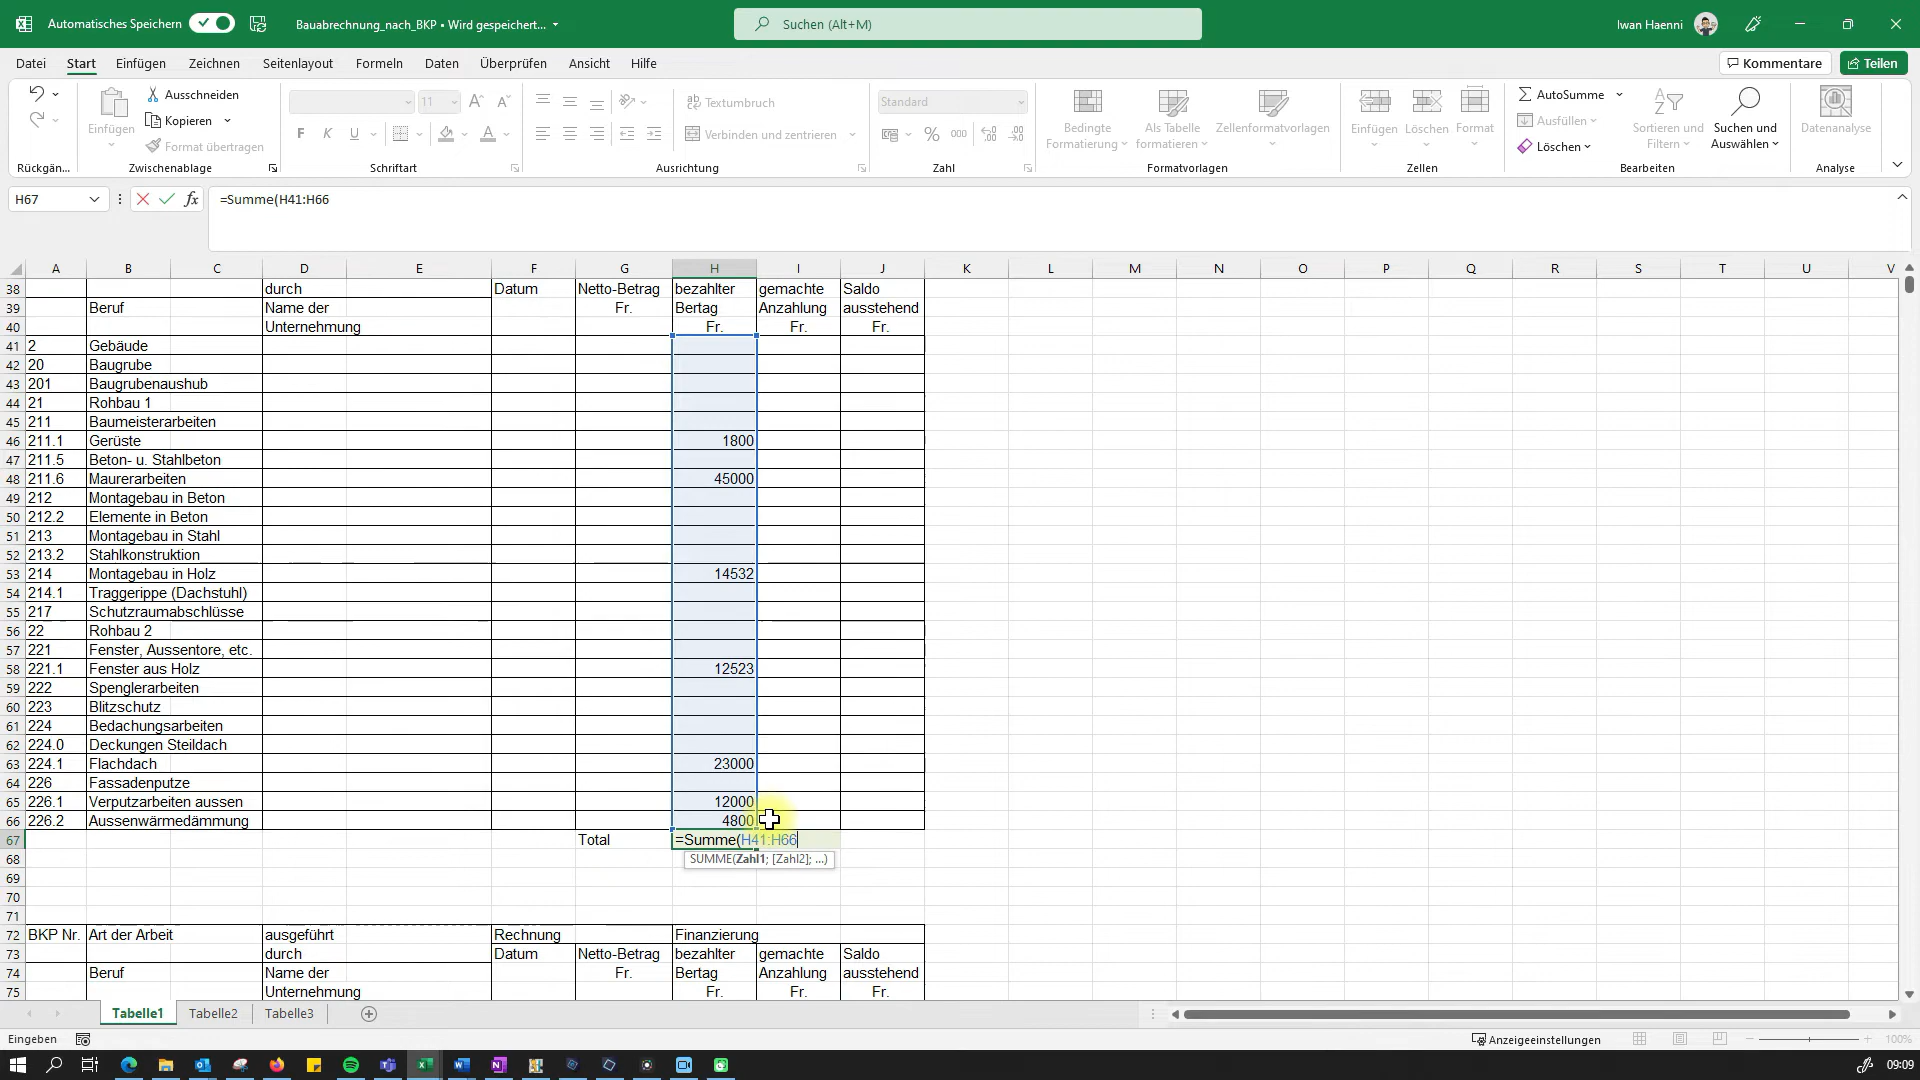 Automatisches Speichern
Bauabrechnung_nach_BKP • Wird gespeichert...
Suchen (Alt+M)
Iwan Haenni
Datei Start Einfügen Zeichnen Seitenlayout Formeln Daten Überprüfen Ansicht Hilfe
Kommentare Teilen
Ausschneiden
Kopieren
Format übertragen
Einfügen
11
Textumbruch
Verbinden und zentrieren
Standard
% 000
Bedingte Formatierung
Als Tabelle formatieren
Zellenformatvorlagen
Einfügen Löschen Format
AutoSumme
Ausfüllen
Löschen
Sortieren und Filtern
Suchen und Auswählen
Datenanalyse
Rückgän... Zwischenablage Schriftart Ausrichtung Zahl Formatvorlagen Zellen Bearbeiten Analyse
H67 fx =Summe(H41:H66
A B C D E F G H I J K L M N O P Q R S T U V
38 durch Datum Netto-Betrag bezahlter gemachte Saldo
39 Beruf Name der Fr. Bertag Anzahlung ausstehend
40 Unternehmung Fr. Fr. Fr.
41 2 Gebäude
42 20 Baugrube
43 201 Baugrubenaushub
44 21 Rohbau 1
45 211 Baumeisterarbeiten
46 211.1 Gerüste 1800
47 211.5 Beton- u. Stahlbeton
48 211.6 Maurerarbeiten 45000
49 212 Montagebau in Beton
50 212.2 Elemente in Beton
51 213 Montagebau in Stahl
52 213.2 Stahlkonstruktion
53 214 Montagebau in Holz 14532
54 214.1 Traggerippe (Dachstuhl)
55 217 Schutzraumabschlüsse
56 22 Rohbau 2
57 221 Fenster, Aussentore, etc.
58 221.1 Fenster aus Holz 12523
59 222 Spenglerarbeiten
60 223 Blitzschutz
61 224 Bedachungsarbeiten
62 224.0 Deckungen Steildach
63 224.1 Flachdach 23000
64 226 Fassadenputze
65 226.1 Verputzarbeiten aussen 12000
66 226.2 Aussenwärmedämmung 4800
67 Total =Summe(H41:H66
68 SUMME(Zahl1; [Zahl2]; ...)
69
70
71
72 BKP Nr. Art der Arbeit ausgeführt Rechnung Finanzierung
73 durch Datum Netto-Betrag bezahlter gemachte Saldo
74 Beruf Name der Fr. Bertag Anzahlung ausstehend
75 Unternehmung Fr. Fr. Fr.
Tabelle1 Tabelle2 Tabelle3
Eingeben
Anzeigeeinstellungen
100%
09:09